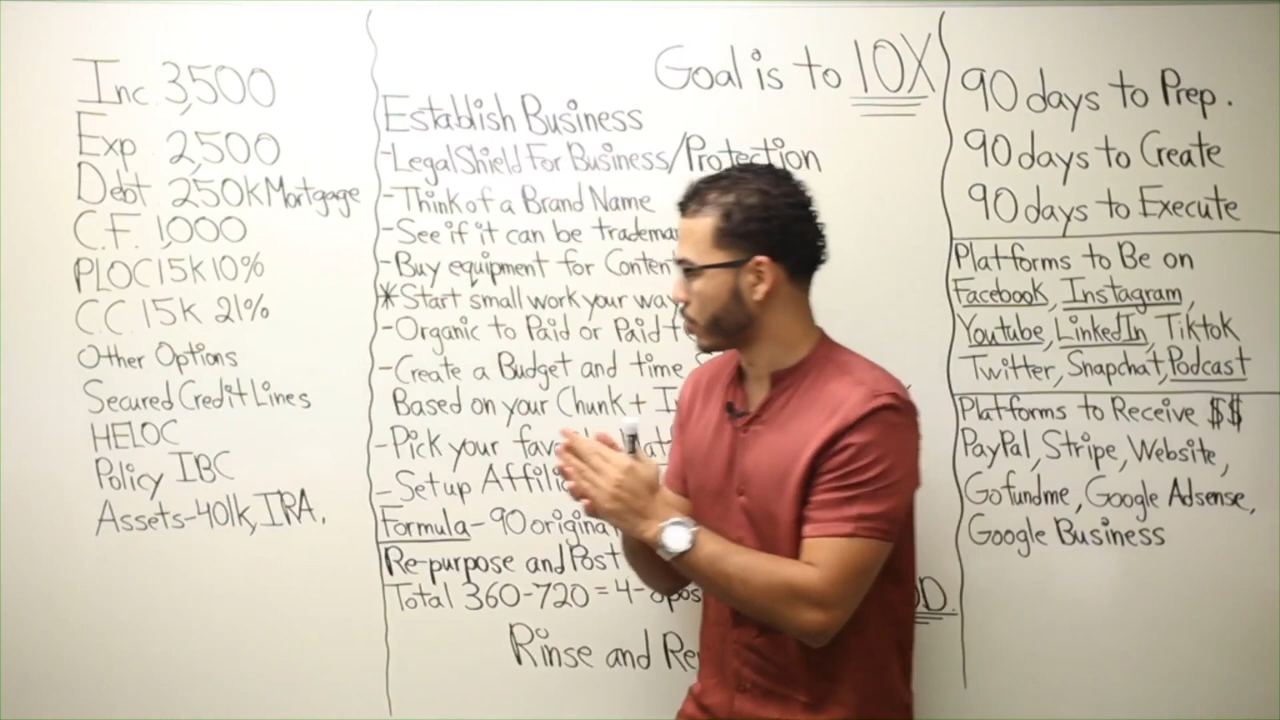 Inc. 3,500
Exp 2,500
Debt 250k Mortgage
C.F. 1,000
PLOC 15k 10%
C.C 15k 21%
Other Options
Secured Credit Lines
HELOC
Policy IBC
Assets-401k, IRA.
Goal is to 10X
Establish Business
-LegalShield For Business/Protection
-Think of a Brand Name
-See if it can be
-Buy equipment for Content
*Start small work your way
-Organic to Paid or Paid
-Create a Budget and time
Based on your Chunk +
-Pick your
-Setup
Formula-90
Re-purpose and Post
Total 360-720 =
Rinse and
90 days to Prep.
90 days to Create
90 days to Execute
Platforms to Be on
Facebook, Instagram,
Youtube, LinkedIn, Tiktok
Twitter, Snapchat, Podcast
Platforms to Receive $$
PayPal, Stripe, Website,
Gofundme, Google Adsense,
Google Business